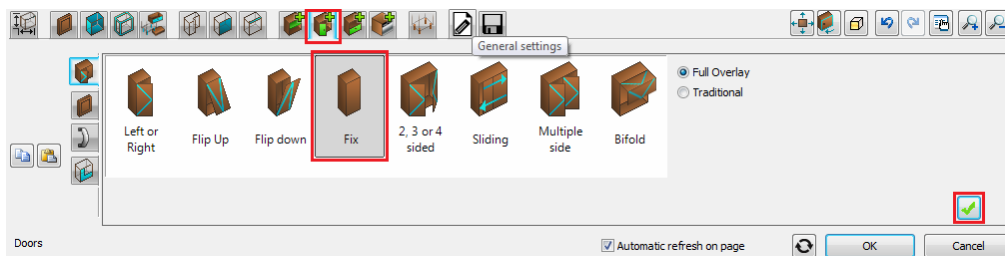 General settings
Left or
Right
Flip Up
Flip down
Fix
2, 3 or 4
sided
Sliding
Multiple
side
Bifold
Full Overlay
Traditional
Doors
Automatic refresh on page
OK
Cancel